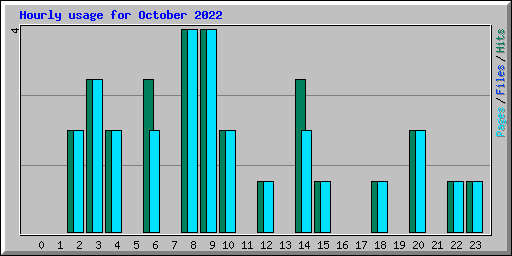 Hourly usage for October 2022
4
Pages/Files/Hits
0 1 2 3 4 5 6 7 8 9 10 11 12 13 14 15 16 17 18 19 20 21 22 23